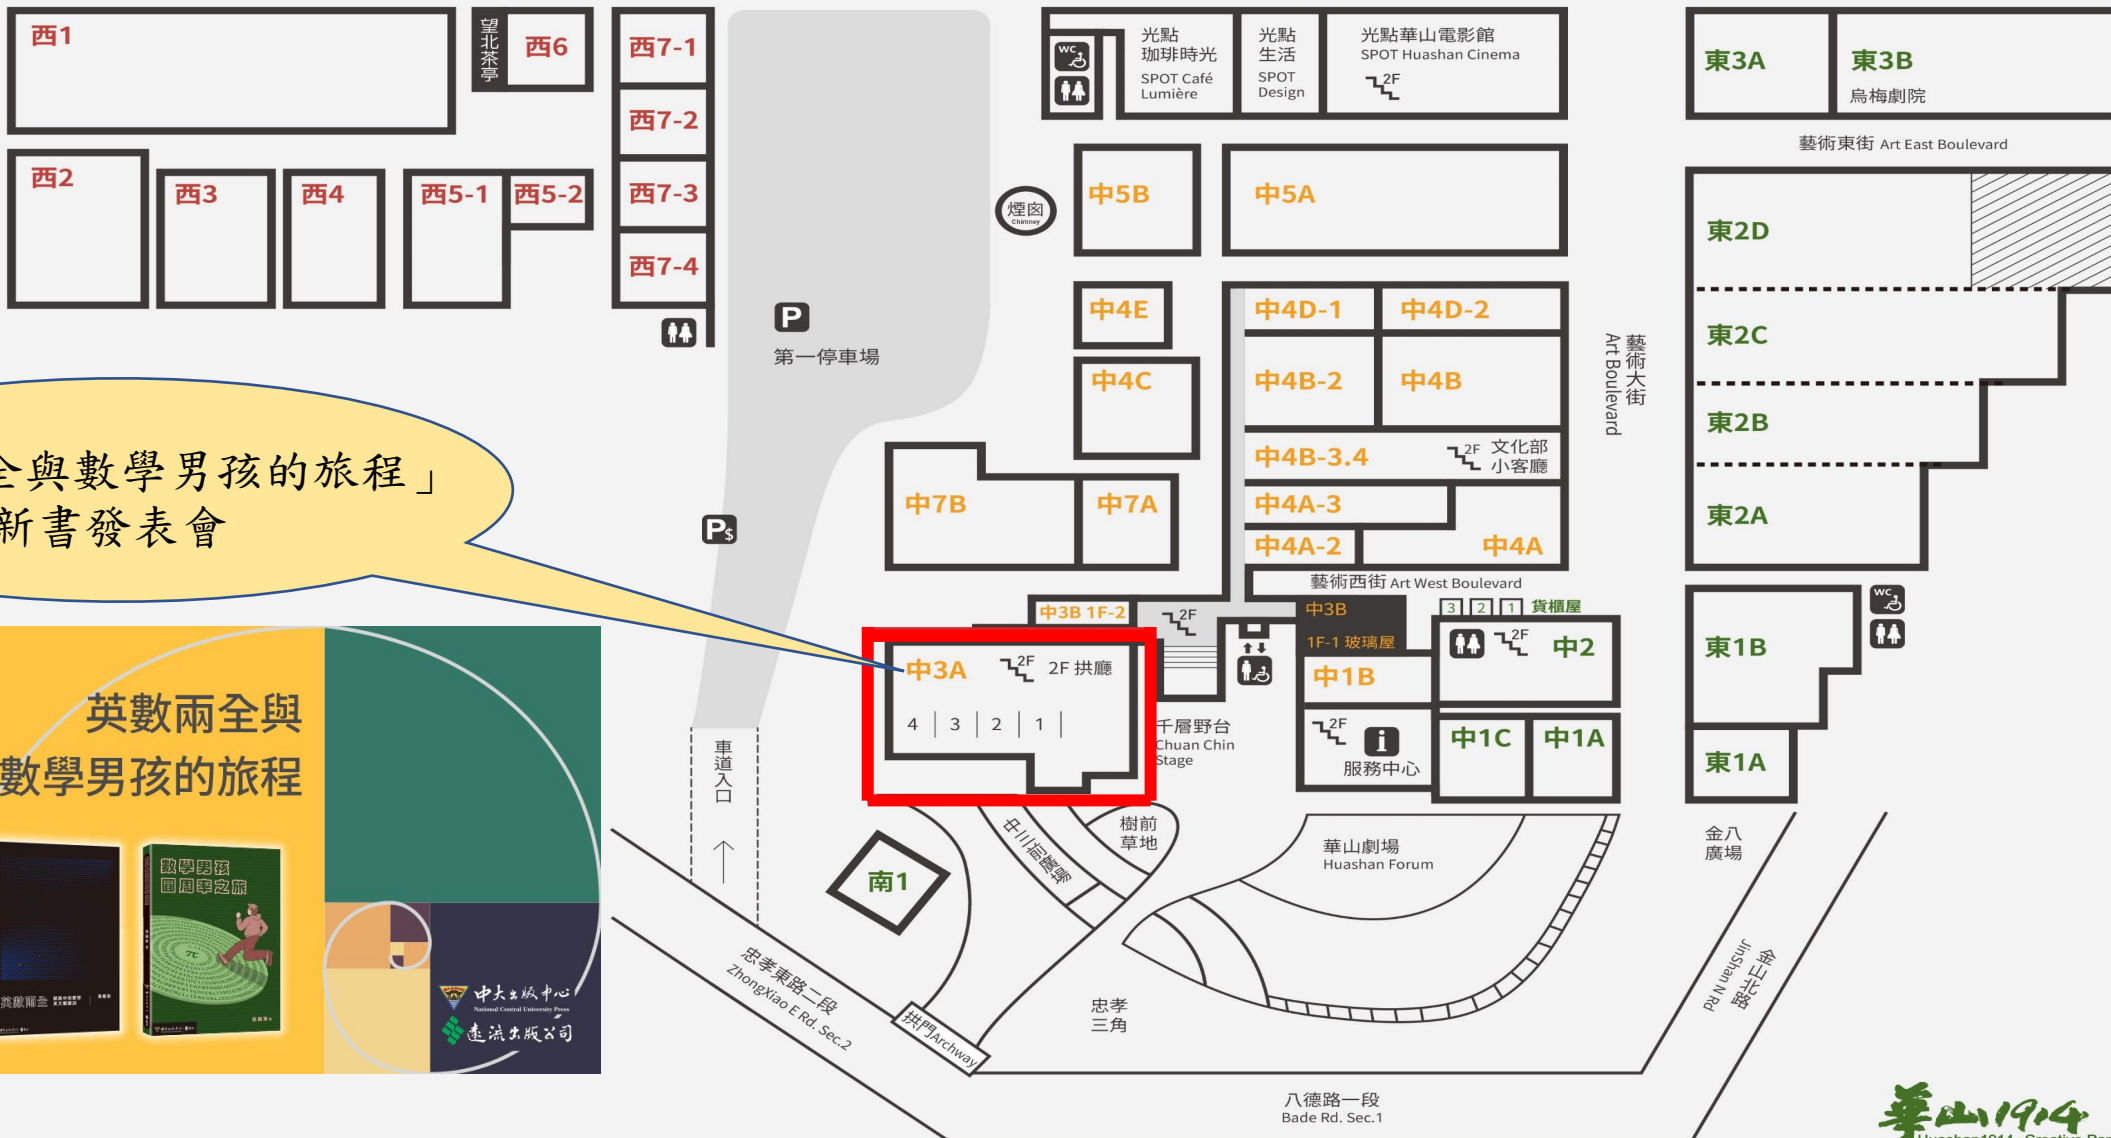 西1
望北茶亭
西6
西7-1
西7-2
西7-3
西7-4
西2
西3
西4
西5-1
西5-2
P
第一停車場
P$
WC
光點
珈琲時光
SPOT Café
Lumière
光點
生活
SPOT
Design
光點華山電影館
SPOT Huashan Cinema
2F
東3A
東3B
烏梅劇院
藝術東街 Art East Boulevard
煙囪
Chimney
中5B
中5A
中4E
中4C
中4D-1
中4D-2
中4B-2
中4B
中4B-3.4
2F 文化部
小客廳
中4A-3
中4A-2
中4A
藝術大街
Art Boulevard
東2D
東2C
東2B
東2A
中7B
中7A
藝術西街 Art West Boulevard
中3B 1F-2
2F
中3B
1F-1 玻璃屋
3 2 1 貨櫃屋
2F
中2
中1B
2F
i
服務中心
中1C
中1A
WC
東1B
東1A
中3A
2F
2F 拱廳
4 | 3 | 2 | 1 |
千層野台
Chuan Chin
Stage
車道入口
全與數學男孩的旅程」
新書發表會
英數兩全與
數學男孩的旅程
數學男孩
圓周率之旅
π
英數兩全
中大出版中心
National Central University Press
遠流出版公司
南1
中三前廣場
樹前
草地
華山劇場
Huashan Forum
金八
廣場
忠孝東路二段
ZhongXiao E Rd. Sec.2
拱門Archway
忠孝
三角
金山北路
JinShan N Rd
八德路一段
Bade Rd. Sec.1
華山1914